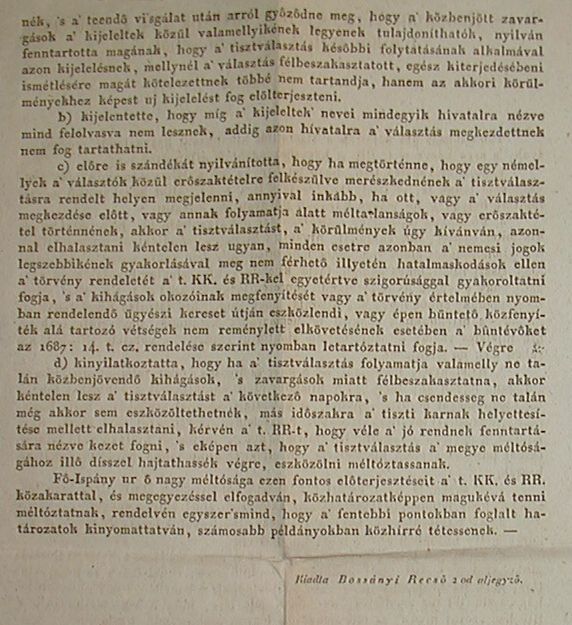 nék, 's a' teendő vi'sgálat után arról győződne meg, hogy a' közbenjött zavar-
gások a' kijeleltek közül valamellyikének legyenek tulajdoníthatók, nyilván
fenntartotta magának, hogy a' tisztválasztás későbbi folytatásának alkalmával
azon kijelelésnek, mellynél a' választás félbeszakasztatott, egész kiterjedésébeni
ismétlésére magát kötelezettnek többé nem tartandja, hanem az akkori körül-
ményekhez képest uj kijelelést fog előlterjeszteni.
b) kijelentette, hogy míg a' kijeleltek' nevei mindegyik hivatalra nézve
mind felolvasva nem lesznek, addig azon hivatalra a' választás megkezdettnek
nem fog tartathatni.
c) előre is szándékát nyilvánította, hogy ha megtörténne, hogy egy némel-
lyek a' választók közül erőszaktételre felkészülve merészkednének a' tisztválasz-
tásra rendelt helyen megjelenni, annyival inkább, ha ott, vagy a' választás
megkezdése előtt, vagy annak folyamatja álatt méltatlanságok, vagy erőszakté-
tel történnének, akkor a' tisztválasztást, a' körülmények úgy kívánván, azon-
nal elhalasztani kéntelen lesz ugyan, minden esetre azonban a' nemesi jogok
legszebbikének gyakorlásával meg nem férhető illyetén hatalmaskodások ellen
a' törvény rendeletét a' t. KK. és RR-kel egyetértve szigorúsággal gyakoroltatni
fogja, 's a' kihágások okozóinak megfenyítését vagy a' törvény értelmében nyom-
ban rendelendő ügyészi kereset útján eszközlendi, vagy épen büntető közfenyí-
ték alá tartozó vétségek nem reménylett elkövetésének esetében a' bűntévőket
az 1687: 14. t. cz. rendelése szerint nyomban letartóztatni fogja. — Végre
d) kinyilatkoztatta, hogy ha a' tisztválasztás folyamatja valamelly ne ta-
lán közbenjövendő kihágások, 's zavargások miatt félbeszakasztatna, akkor
kéntelen lesz a' tisztválasztást a' következő napokra, 's ha csendesseg ne talán
még akkor sem eszközöltethetnék, más időszakra a' tiszti karnak helyettesí-
tése mellett elhalasztani, kérvén a' t. RR-t, hogy véle a' jó rendnek fenntartá-
sára nézve kezet fogni, 's eképen azt, hogy a' tisztválasztás a' megye méltósá-
gához illő dísszel hajtathassék végre, eszközölni méltóztassanak.
Fő-Ispány ur ő nagy méltósága ezen fontos előterjesztéseit a' t. KK. és RR.
közakarattal, és megegyezéssel elfogadván, közhatározatképpen magukévá tenni
méltóztatnak, rendelvén egyszer'smind, hogy a' fentebbi pontokban foglalt ha-
tározatok kinyomattatván, számosabb példányokban közhírré tétessenek. —
Kiadta Bossányi Recső 2 od aljegyző.